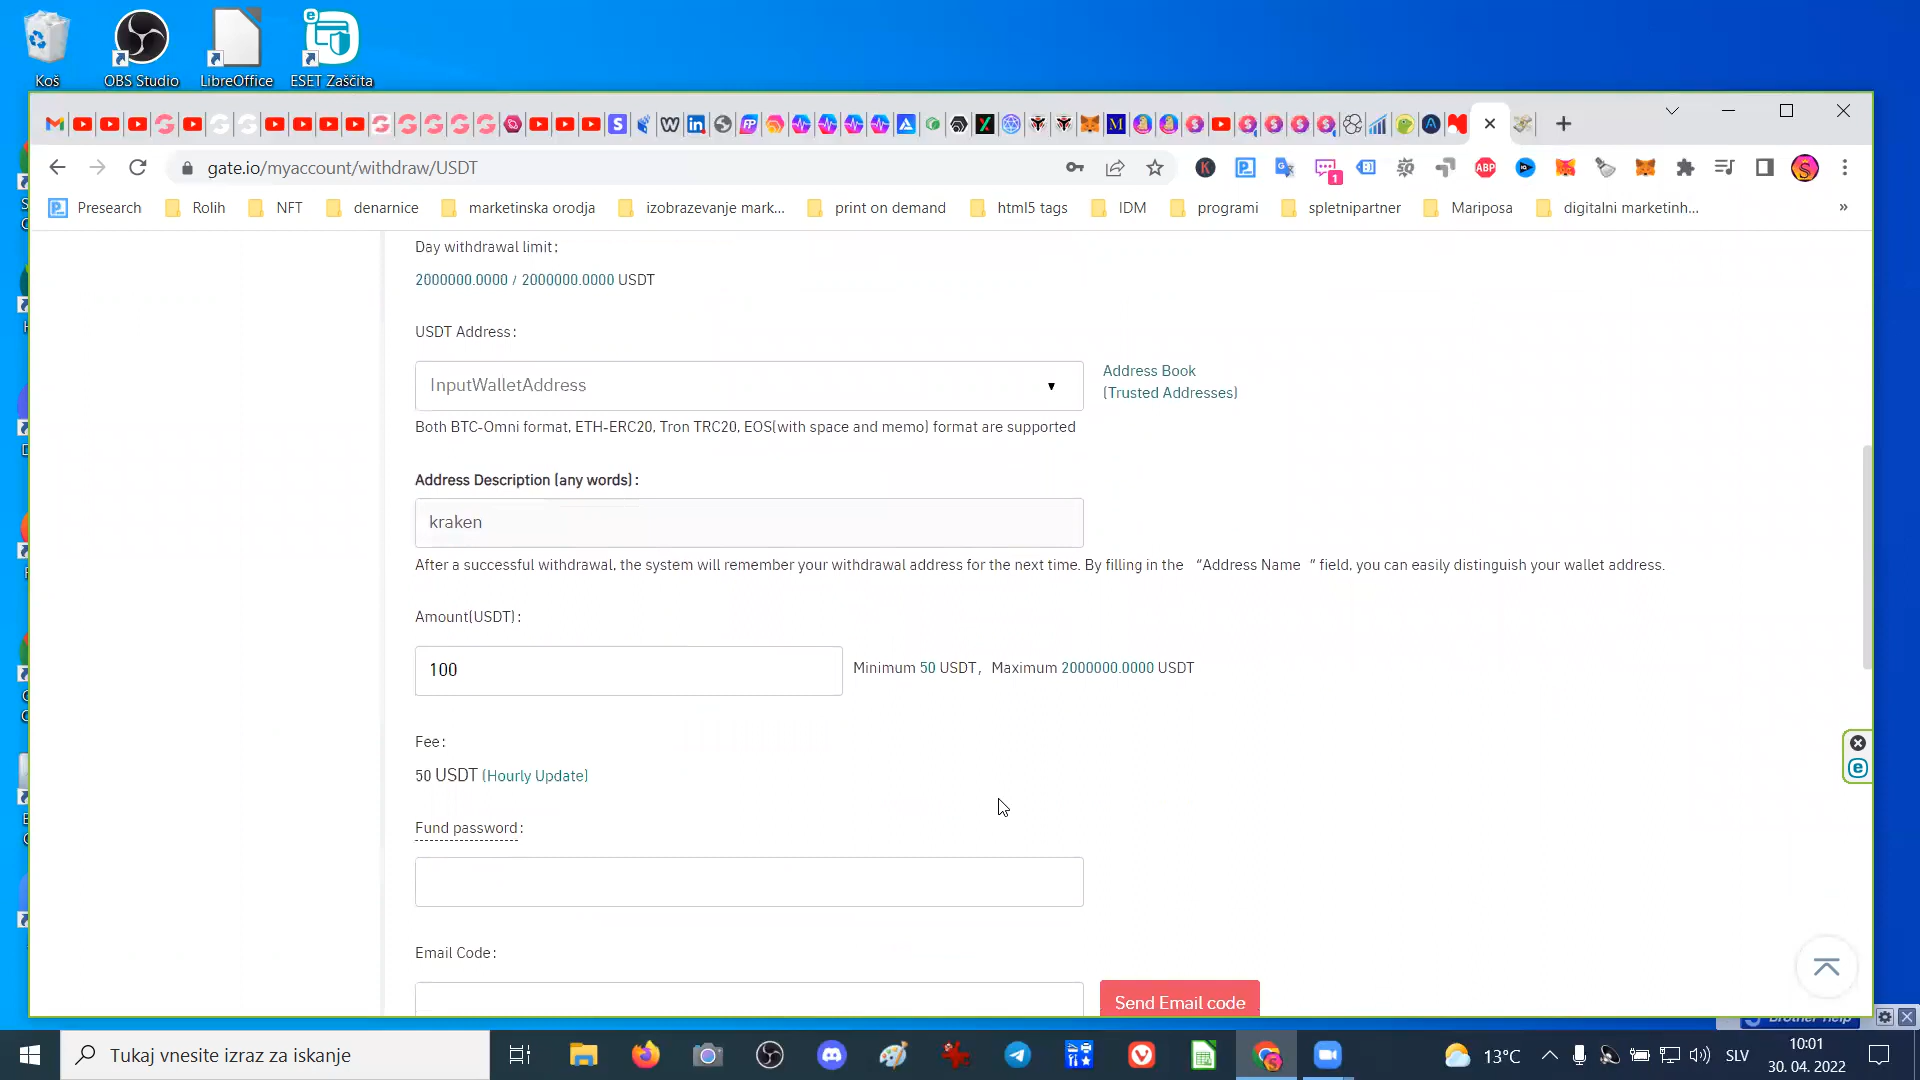 Koš
OBS Studio
LibreOffice
ESET Zaščita
gate.io/myaccount/withdraw/USDT
1
ABP
Presearch
Rolih
NFT
denarnice
marketinska orodja
izobrazevanje mark...
print on demand
html5 tags
IDM
programi
spletnipartner
Mariposa
digitalni marketinh...
»
Day withdrawal limit:
2000000.0000 / 2000000.0000 USDT
USDT Address:
InputWalletAddress
Address Book
(Trusted Addresses)
Both BTC-Omni format, ETH-ERC20, Tron TRC20, EOS(with space and memo) format are supported
Address Description (any words):
kraken
After a successful withdrawal, the system will remember your withdrawal address for the next time. By filling in the “Address Name ” field, you can easily distinguish your wallet address.
Amount(USDT):
100
Minimum 50 USDT, Maximum 2000000.0000 USDT
Fee:
50 USDT (Hourly Update)
Fund password:
Email Code:
Send Email code
Tukaj vnesite izraz za iskanje
13°C
SLV
10:01
30. 04. 2022